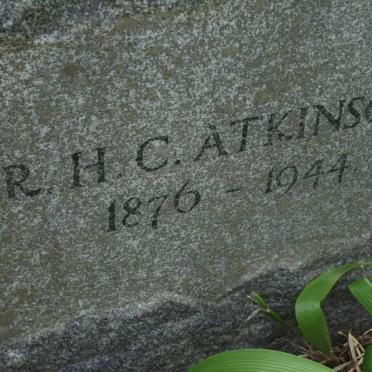 R. H. C. ATKINSO
1876 - 1944.